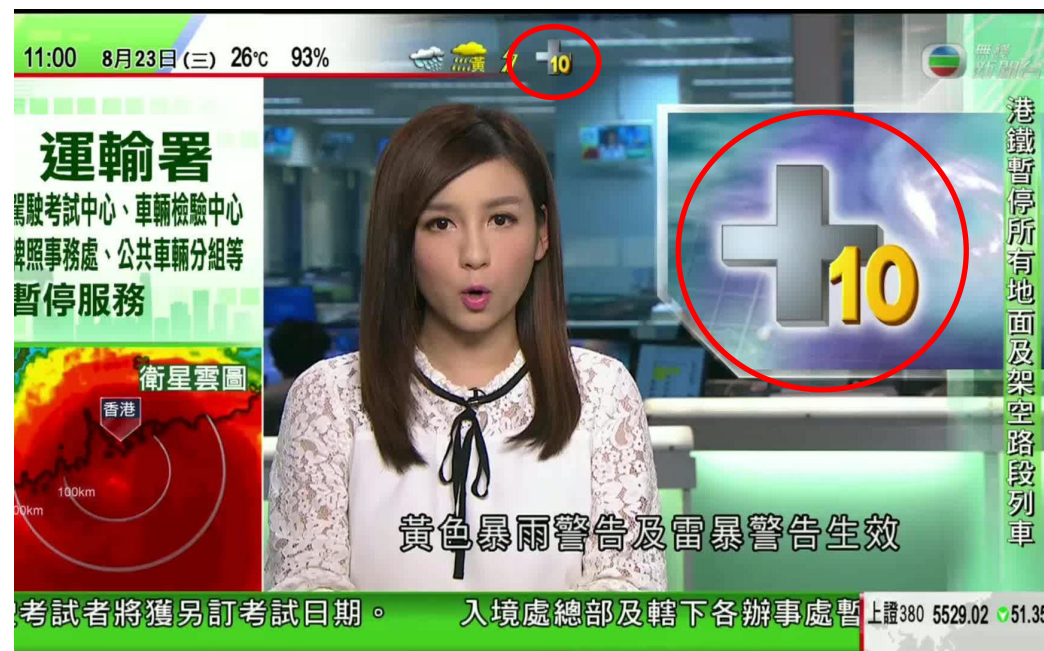 11:00 8月23日(三) 26°C 93%
黃
10
無綫
新聞台
運輸署
駕駛考試中心、車輛檢驗中心
牌照事務處、公共車輛分組等
暫停服務
10
港鐵暫停所有地面及架空路段列車
衛星雲圖
香港
100km
00km
黃色暴雨警告及雷暴警告生效
考試者將獲另訂考試日期。 入境處總部及轄下各辦事處暫
上證380 5529.02 51.35